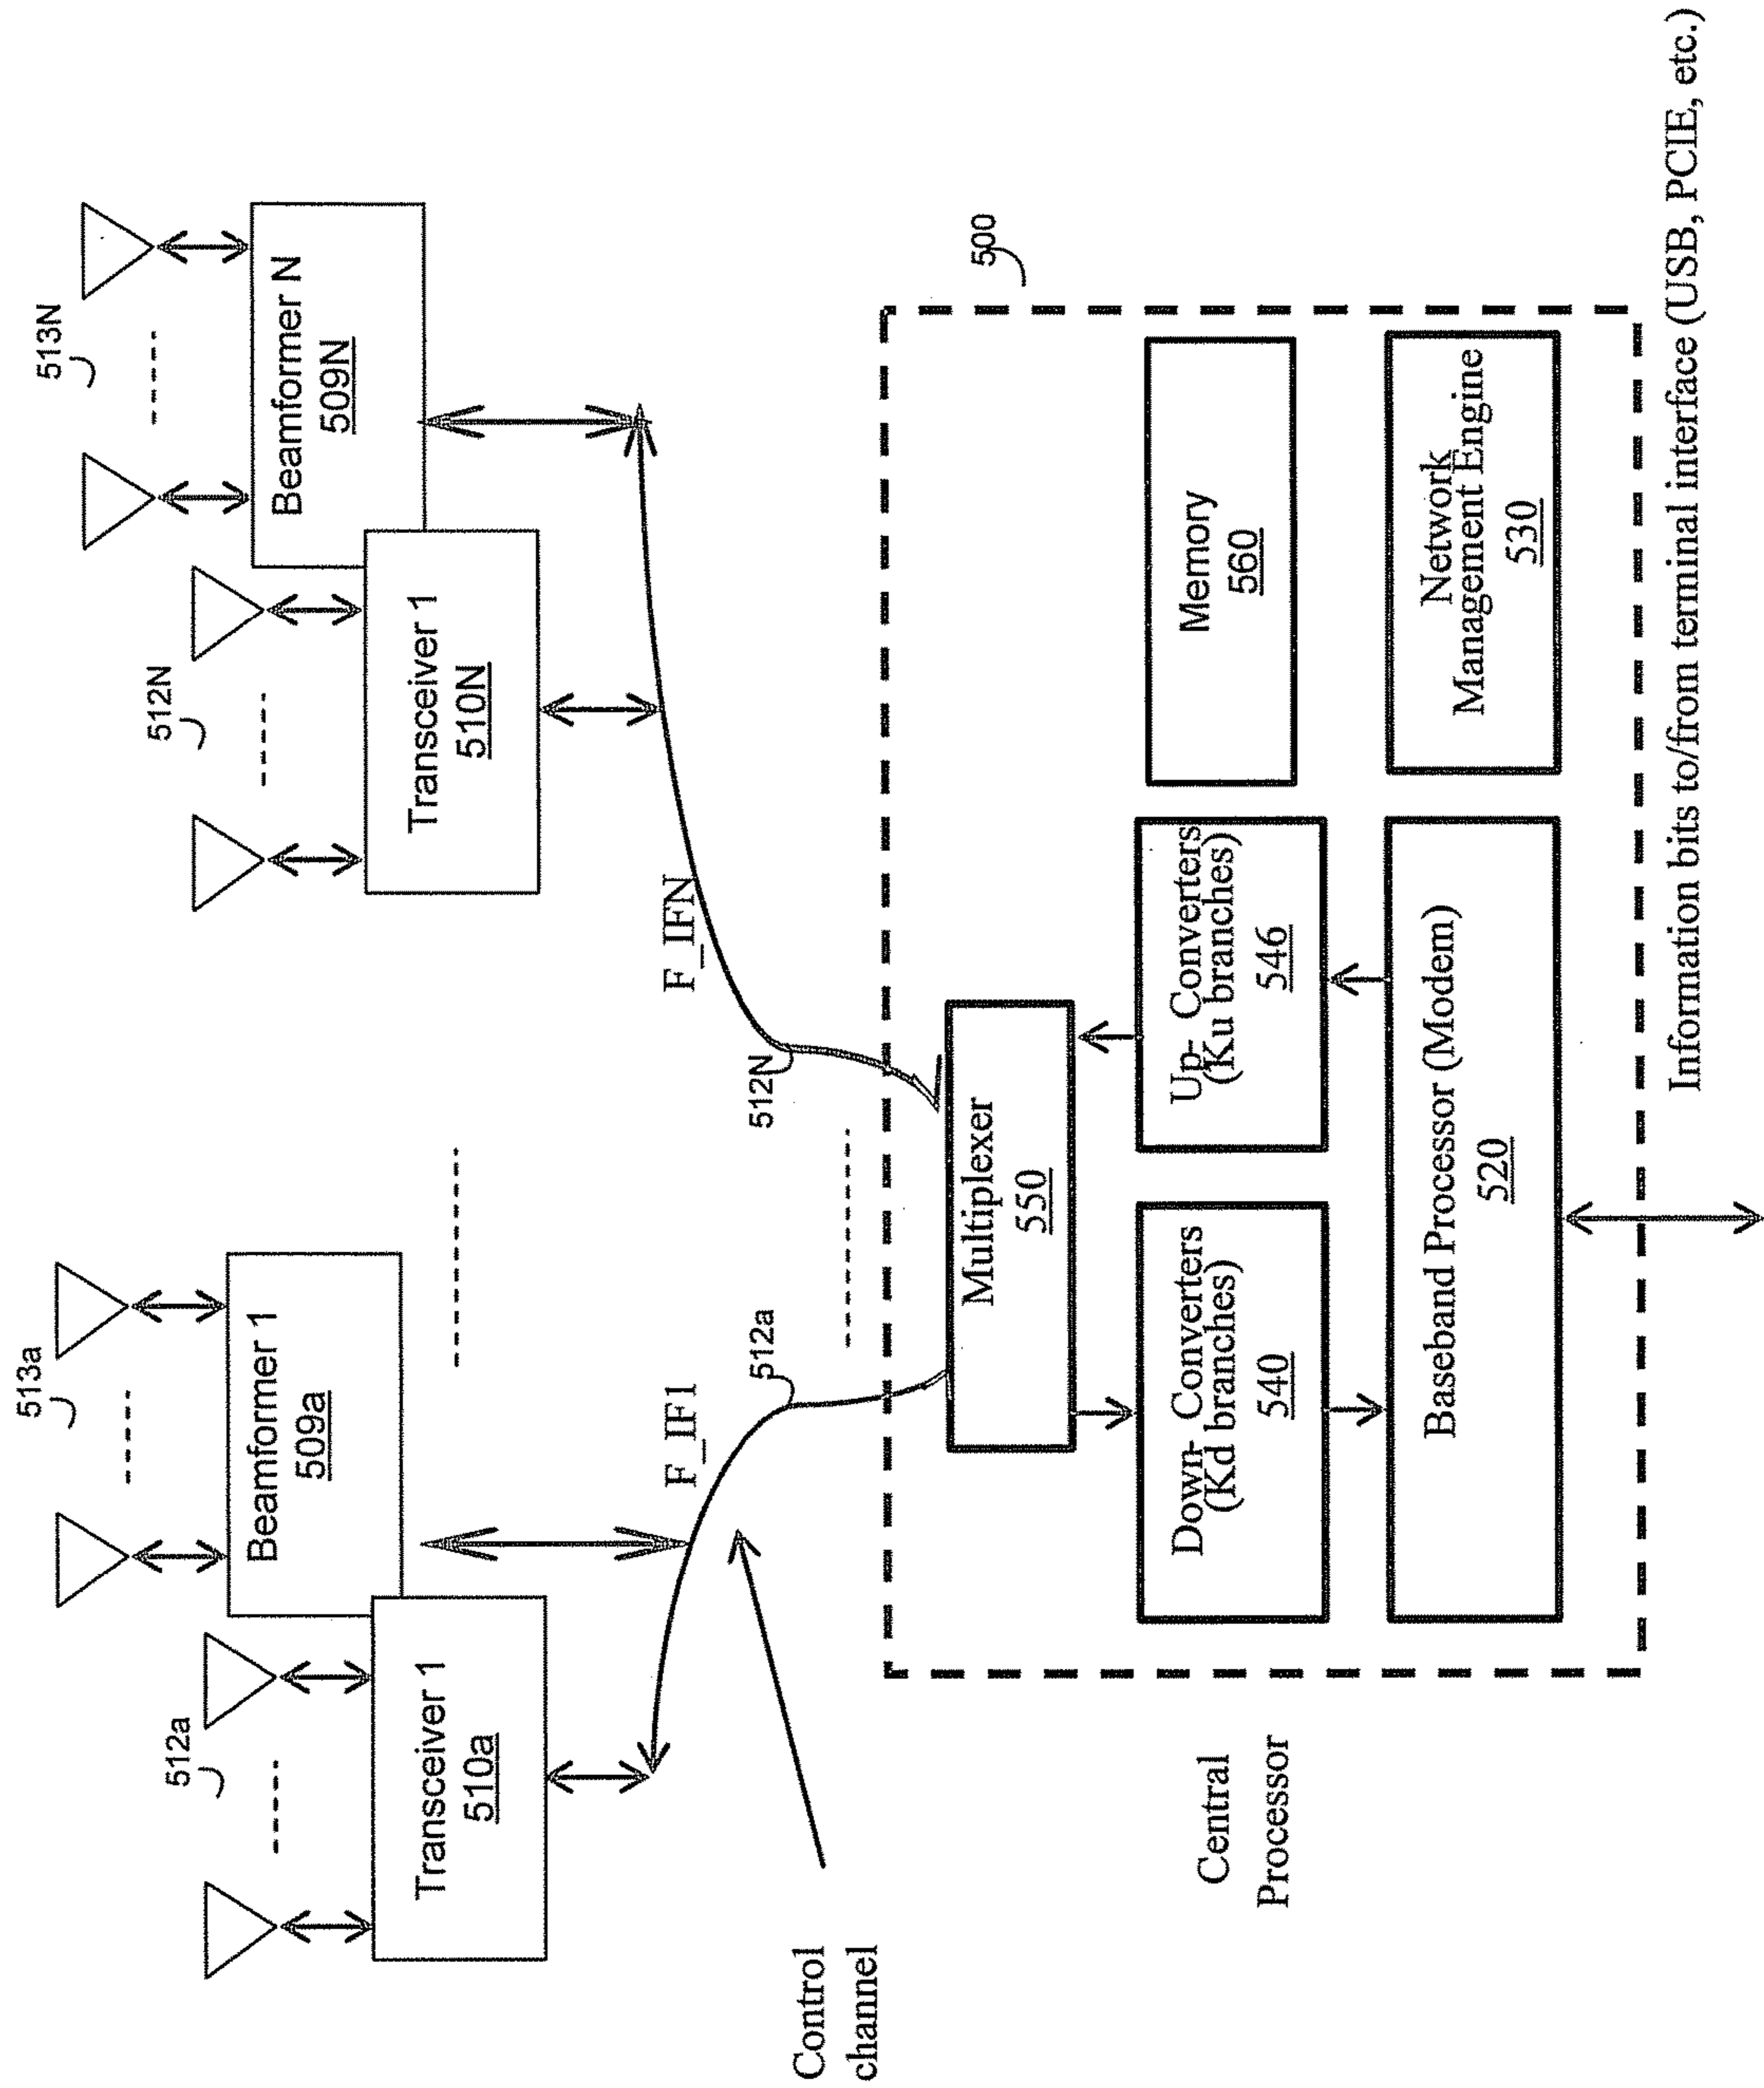 513a
513N
Beamformer 1
509a
Beamformer N
509N
512a
512N
Transceiver 1
510a
Transceiver 1
510N
F_IF1
F_IFN
Control
channel
512a
512N
500
Multiplexer
550
Central
Processor
Down- Converters
(Kd branches)
540
Up- Converters
(Ku branches)
546
Memory
560
Baseband Processor (Modem)
520
Network
Management Engine
530
Information bits to/from terminal interface (USB, PCIE, etc.)